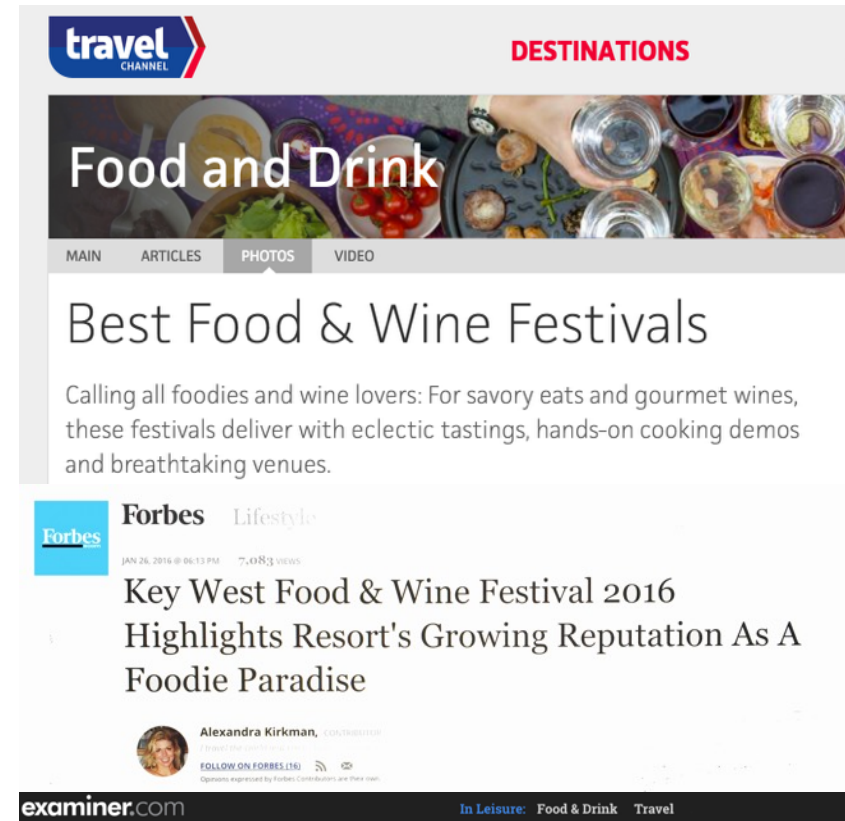 travel
CHANNEL
DESTINATIONS
Food and Drink
MAIN ARTICLES PHOTOS VIDEO
Best Food & Wine Festivals
Calling all foodies and wine lovers: For savory eats and gourmet wines,
these festivals deliver with eclectic tastings, hands-on cooking demos
and breathtaking venues.
Forbes
Forbes Lifestyle
JAN 26, 2016 @ 06:13 PM 7,083 VIEWS
Key West Food & Wine Festival 2016
Highlights Resort's Growing Reputation As A
Foodie Paradise
Alexandra Kirkman, CONTRIBUTOR
FOLLOW ON FORBES (16)
Opinions expressed by Forbes Contributors are their own.
examiner.com
In Leisure: Food & Drink Travel